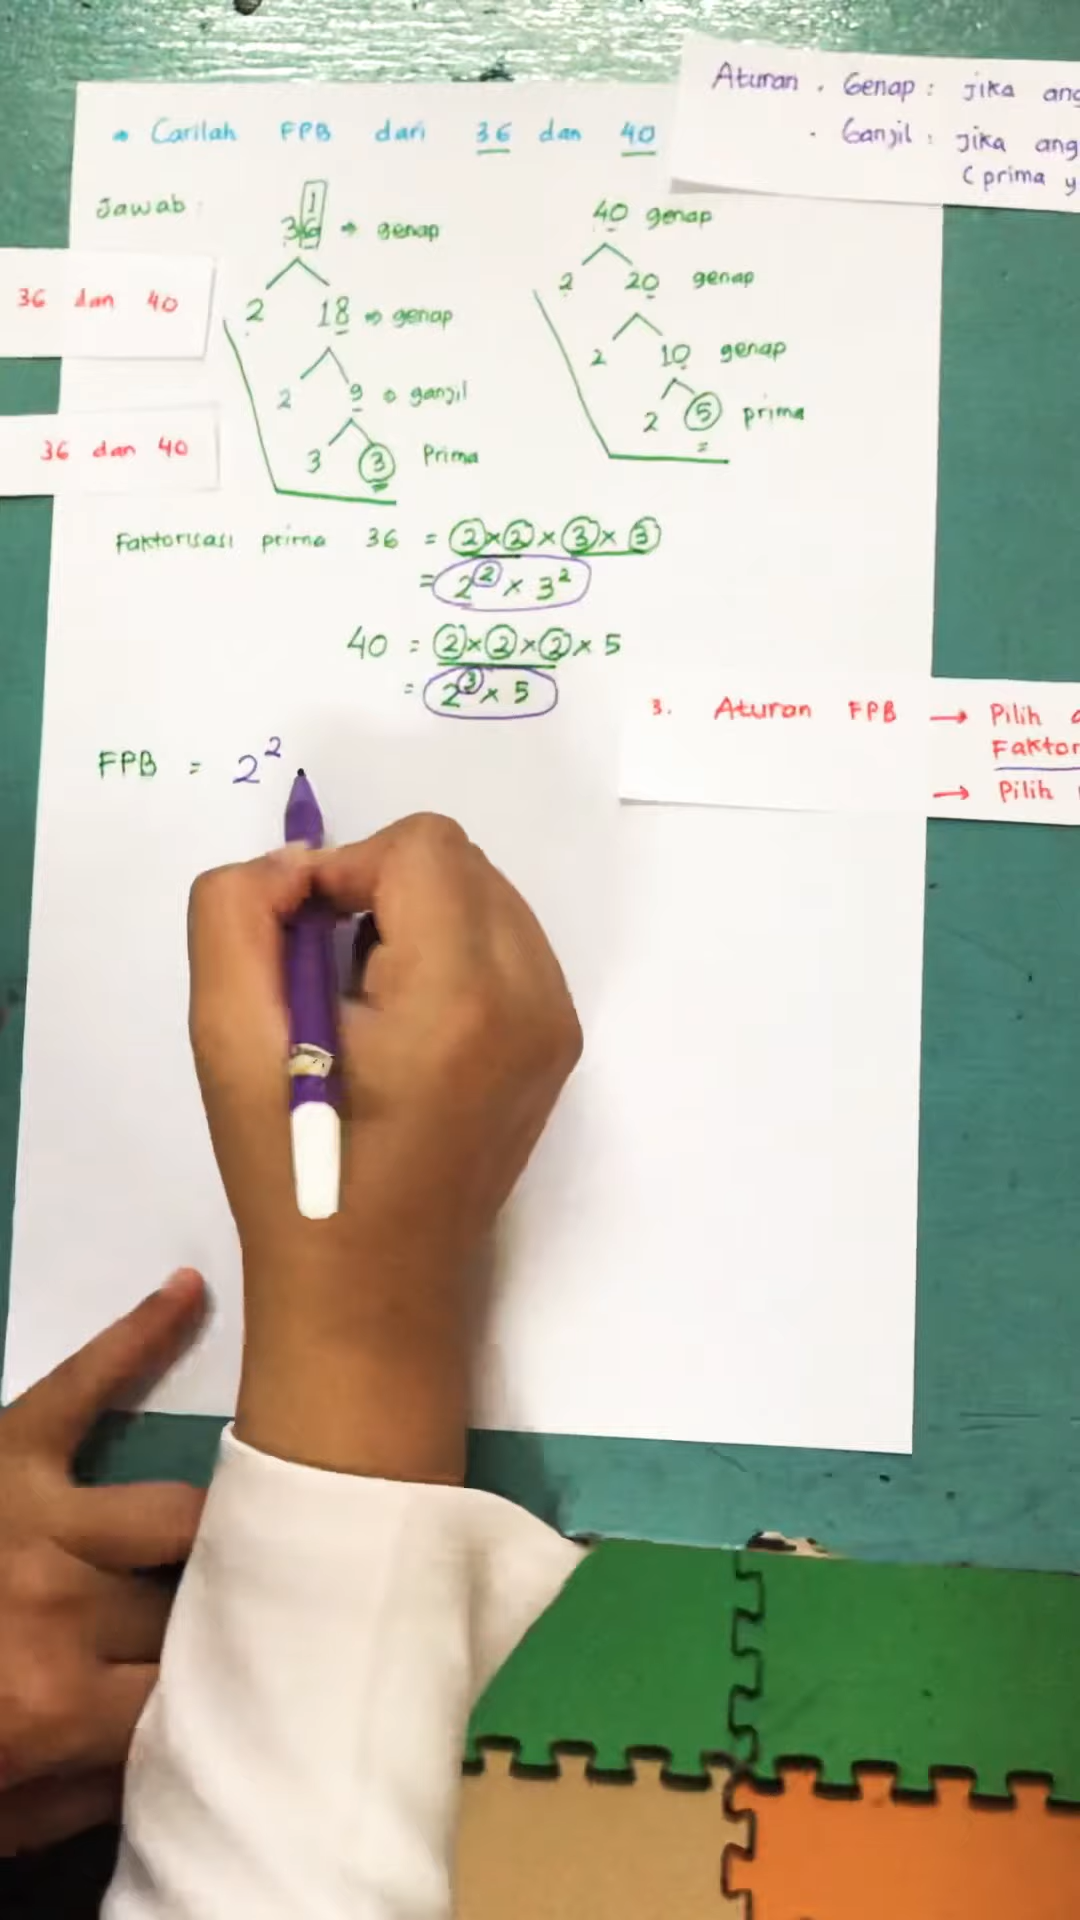 Aturan . Genap : jika ang
. Ganjil : jika ang
( prima y
Carilah FPB dari 36 dan 40
Jawab :
1
36 → genap
2 18 ⇒ genap
2 9 ganjil
3 3 Prima
40 genap
2 20 genap
2 10 genap
2 5 prima
36 dan 40
36 dan 40
Faktorisasi prima 36 = 2 × 2 × 3 × 3
= 2² × 3²
40 = 2 × 2 × 2 × 5
= 2³ × 5
3. Aturan FPB → Pilih
Faktor
→ Pilih
FPB = 2²